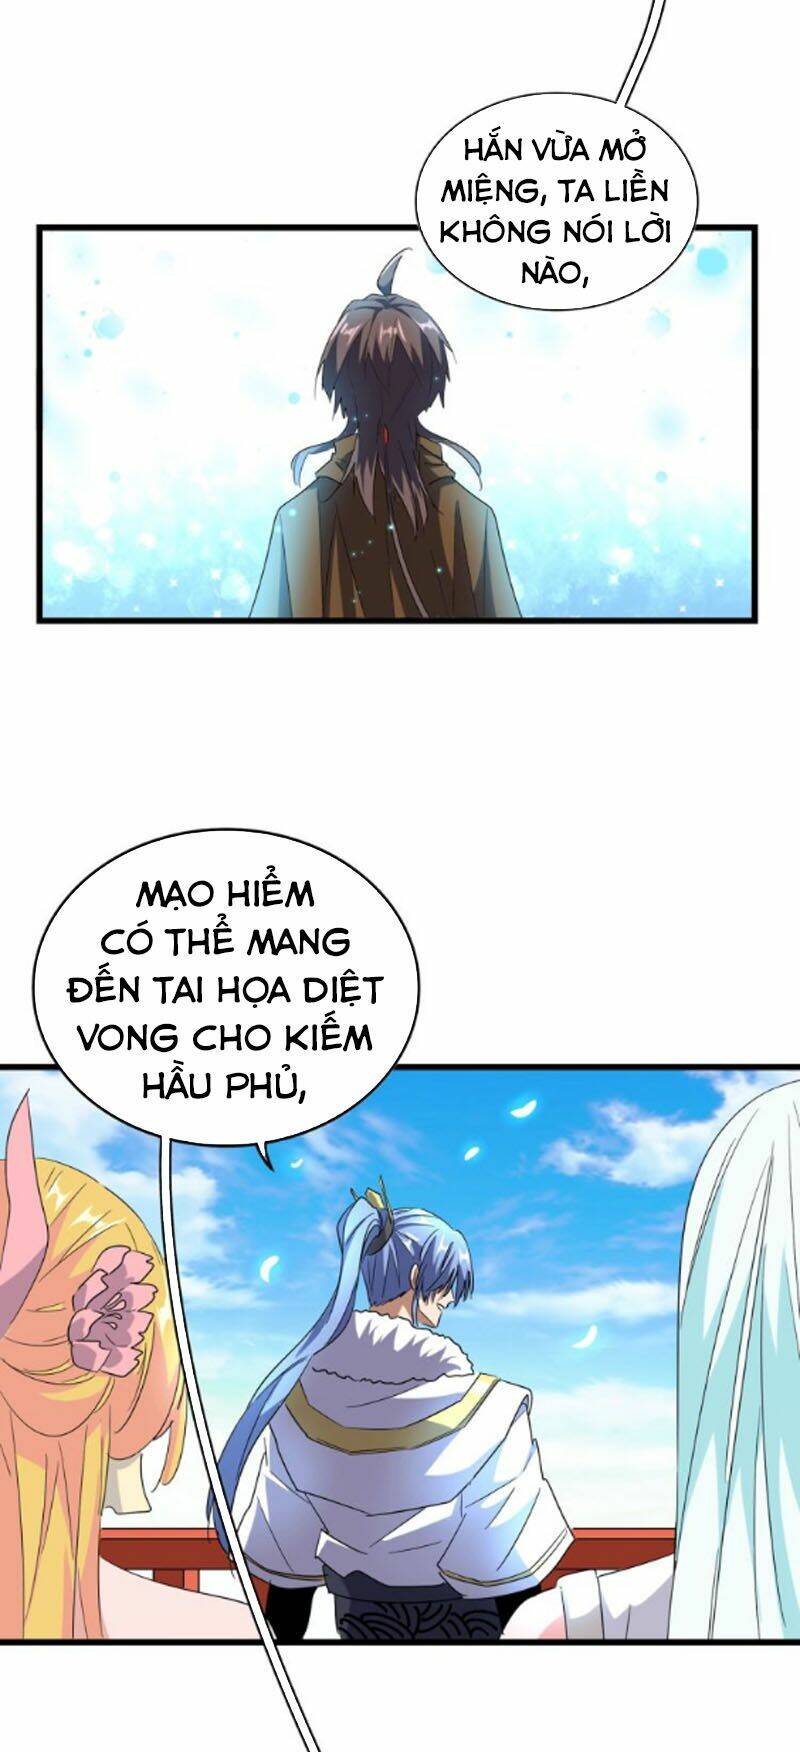 HẮN VỪA MỞ
MIỆNG, TA LIỀN
KHÔNG NÓI LỜI
NÀO,
MẠO HIỂM
CÓ THỂ MANG
ĐẾN TAI HỌA DIỆT
VONG CHO KIẾM
HẦU PHỦ,